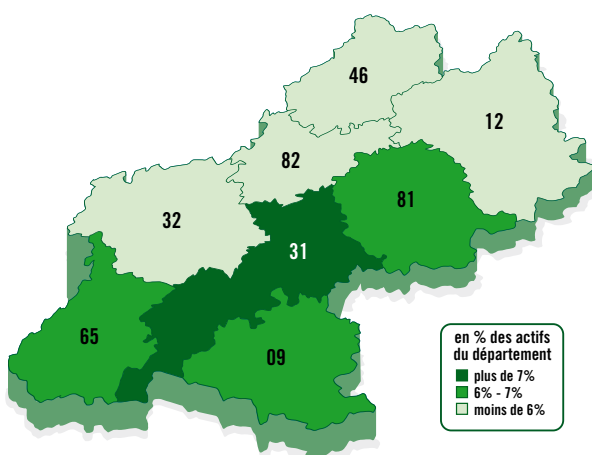 46
12
82
81
32
31
65
09
en % des actifs
du département
plus de 7%
6% - 7%
moins de 6%